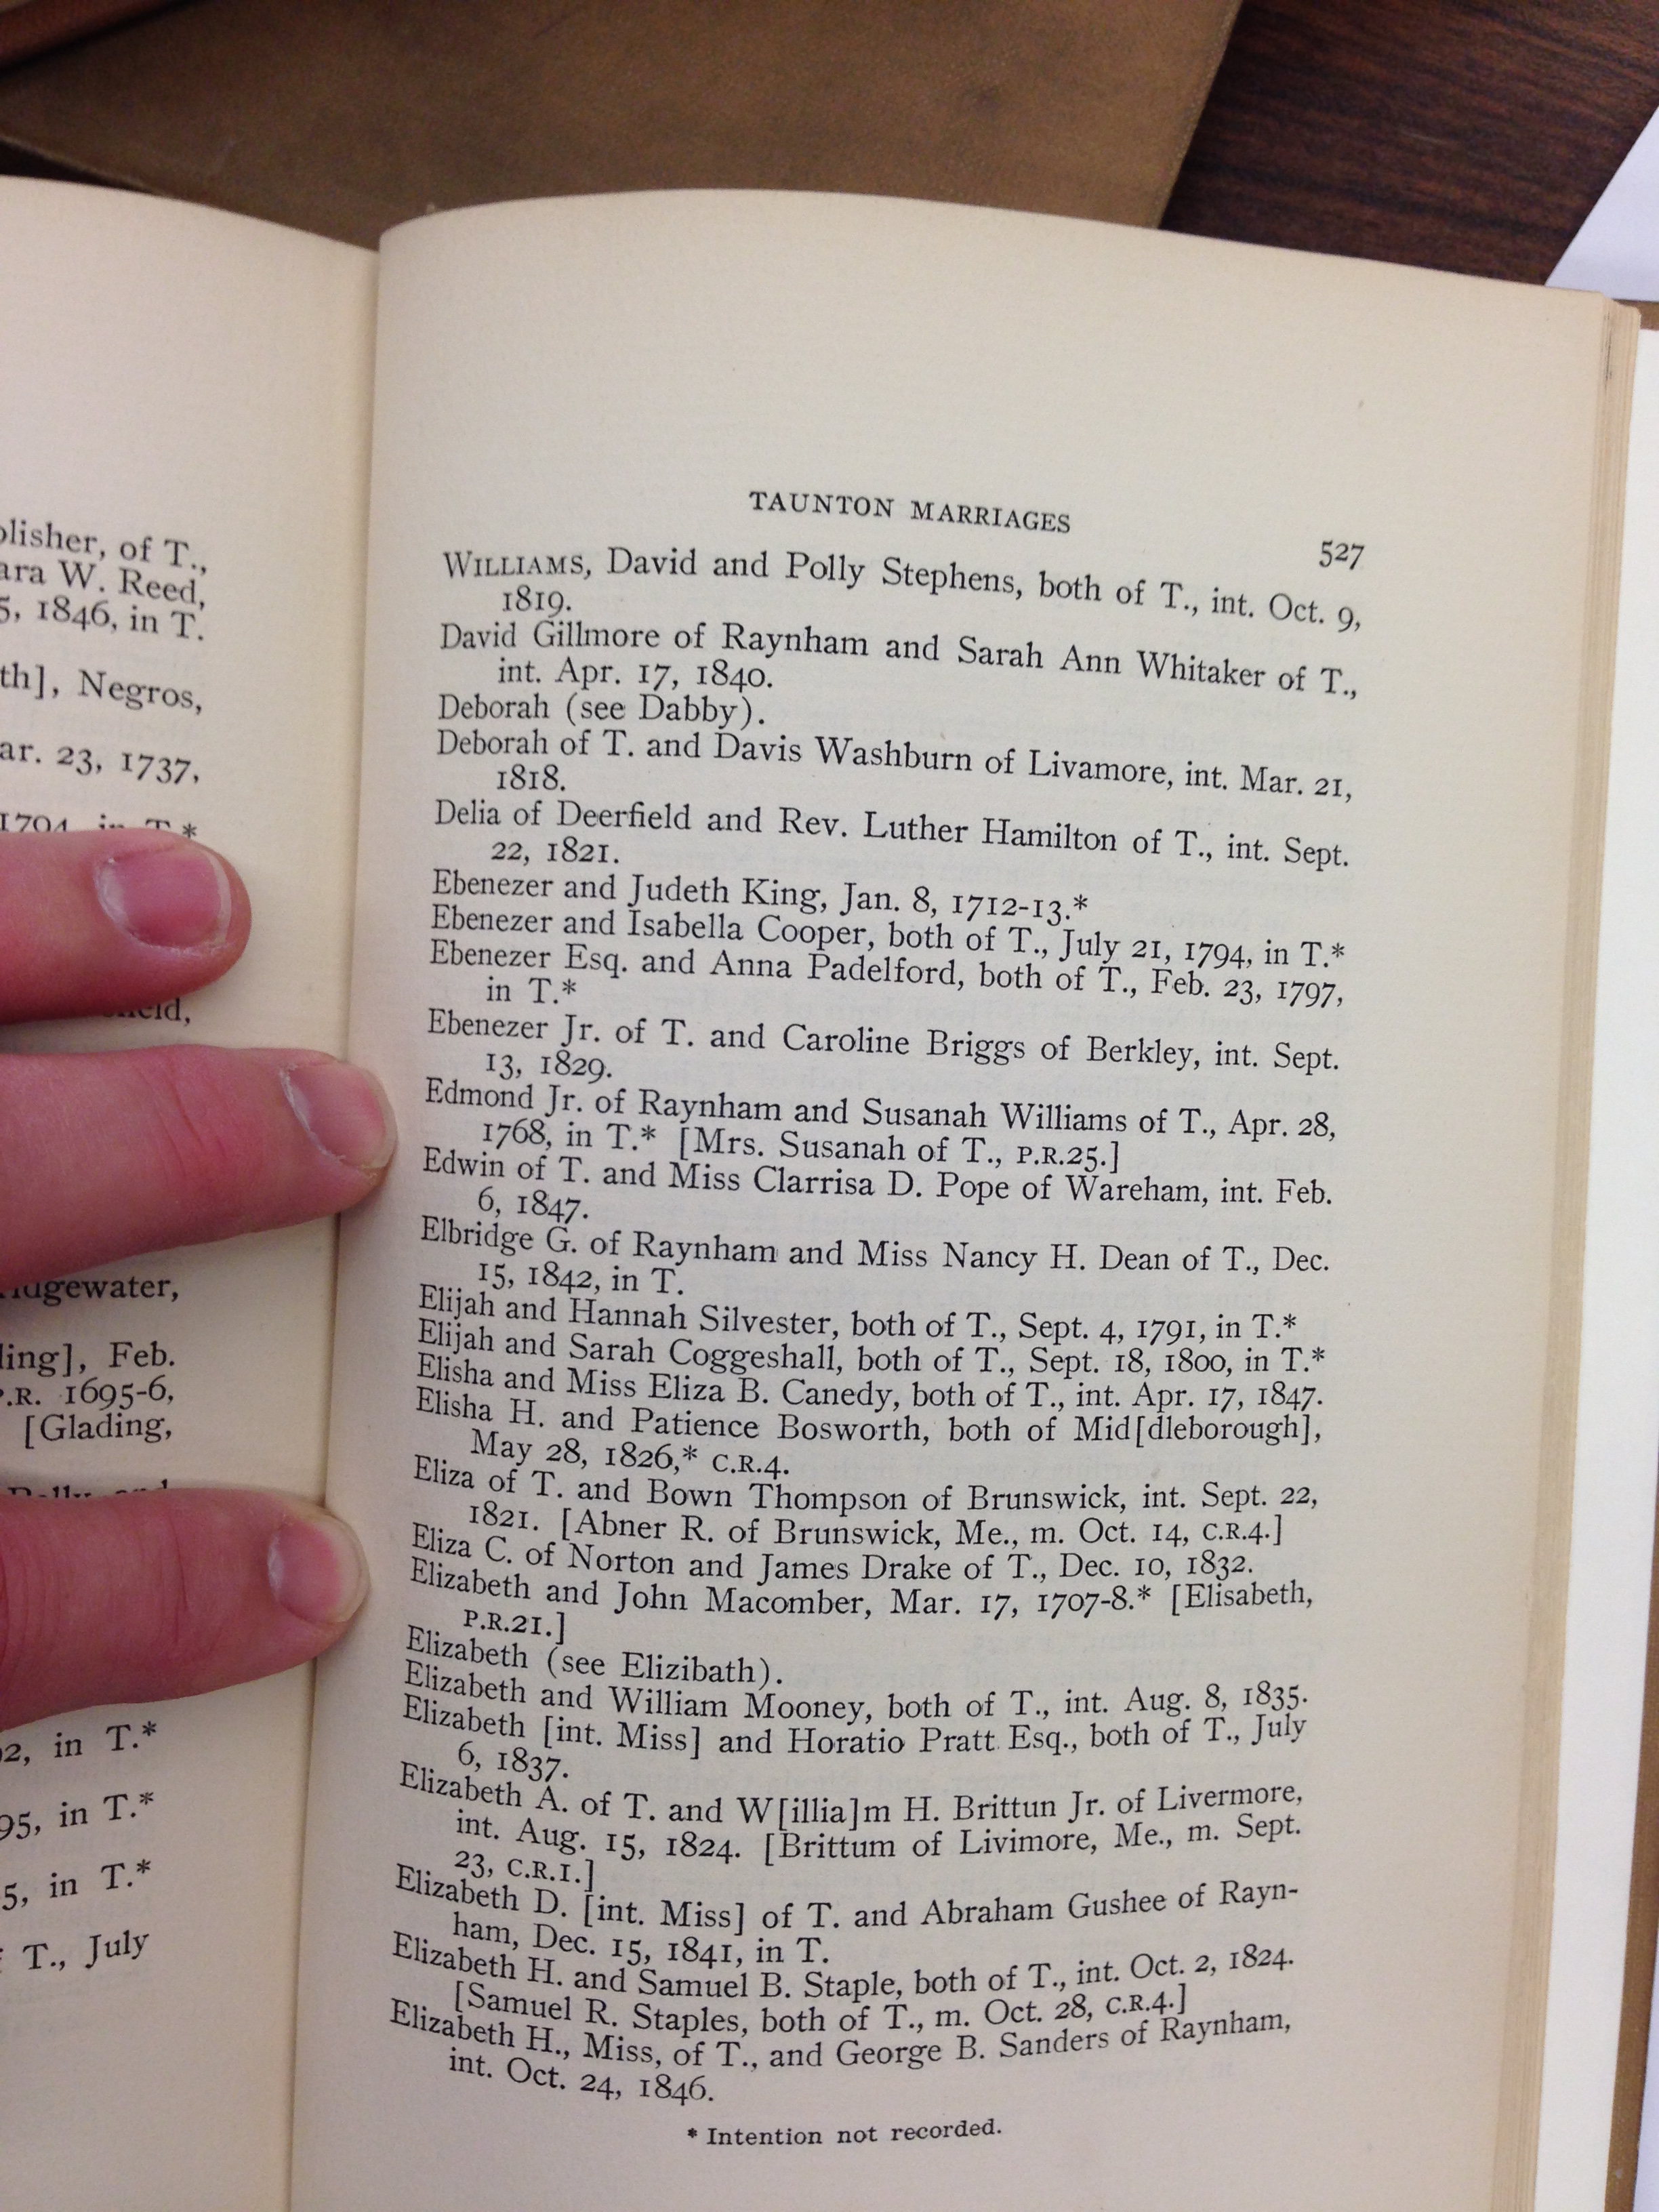 olisher, of T.,
ara W. Reed,
5, 1846, in T.
th], Negros,
ar. 23, 1737,
1794, in T.*
ield,
idgewater,
ling], Feb.
P.R. 1695-6,
[Glading,
Polly and
02, in T.*
95, in T.*
5, in T.*
T., July
TAUNTON MARRIAGES
527
WILLIAMS, David and Polly Stephens, both of T., int. Oct. 9,
1819.
David Gillmore of Raynham and Sarah Ann Whitaker of T.,
int. Apr. 17, 1840.
Deborah (see Dabby).
Deborah of T. and Davis Washburn of Livamore, int. Mar. 21,
1818.
Delia of Deerfield and Rev. Luther Hamilton of T., int. Sept.
22, 1821.
Ebenezer and Judeth King, Jan. 8, 1712-13.*
Ebenezer and Isabella Cooper, both of T., July 21, 1794, in T.*
Ebenezer Esq. and Anna Padelford, both of T., Feb. 23, 1797,
in T.*
Ebenezer Jr. of T. and Caroline Briggs of Berkley, int. Sept.
13, 1829.
Edmond Jr. of Raynham and Susanah Williams of T., Apr. 28,
1768, in T.* [Mrs. Susanah of T., P.R.25.]
Edwin of T. and Miss Clarrisa D. Pope of Wareham, int. Feb.
6, 1847.
Elbridge G. of Raynham and Miss Nancy H. Dean of T., Dec.
15, 1842, in T.
Elijah and Hannah Silvester, both of T., Sept. 4, 1791, in T.*
Elijah and Sarah Coggeshall, both of T., Sept. 18, 1800, in T.*
Elisha and Miss Eliza B. Canedy, both of T., int. Apr. 17, 1847.
Elisha H. and Patience Bosworth, both of Mid[dleborough],
May 28, 1826,* C.R.4.
Eliza of T. and Bown Thompson of Brunswick, int. Sept. 22,
1821. [Abner R. of Brunswick, Me., m. Oct. 14, C.R.4.]
Eliza C. of Norton and James Drake of T., Dec. 10, 1832.
Elizabeth and John Macomber, Mar. 17, 1707-8.* [Elisabeth,
P.R.21.]
Elizabeth (see Elizibath).
Elizabeth and William Mooney, both of T., int. Aug. 8, 1835.
Elizabeth [int. Miss] and Horatio Pratt Esq., both of T., July
6, 1837.
Elizabeth A. of T. and W[illia]m H. Brittun Jr. of Livermore,
int. Aug. 15, 1824. [Brittum of Livimore, Me., m. Sept.
23, C.R.1.]
Elizabeth D. [int. Miss] of T. and Abraham Gushee of Rayn-
ham, Dec. 15, 1841, in T.
Elizabeth H. and Samuel B. Staple, both of T., int. Oct. 2, 1824.
[Samuel R. Staples, both of T., m. Oct. 28, C.R.4.]
Elizabeth H., Miss, of T., and George B. Sanders of Raynham,
int. Oct. 24, 1846.
* Intention not recorded.